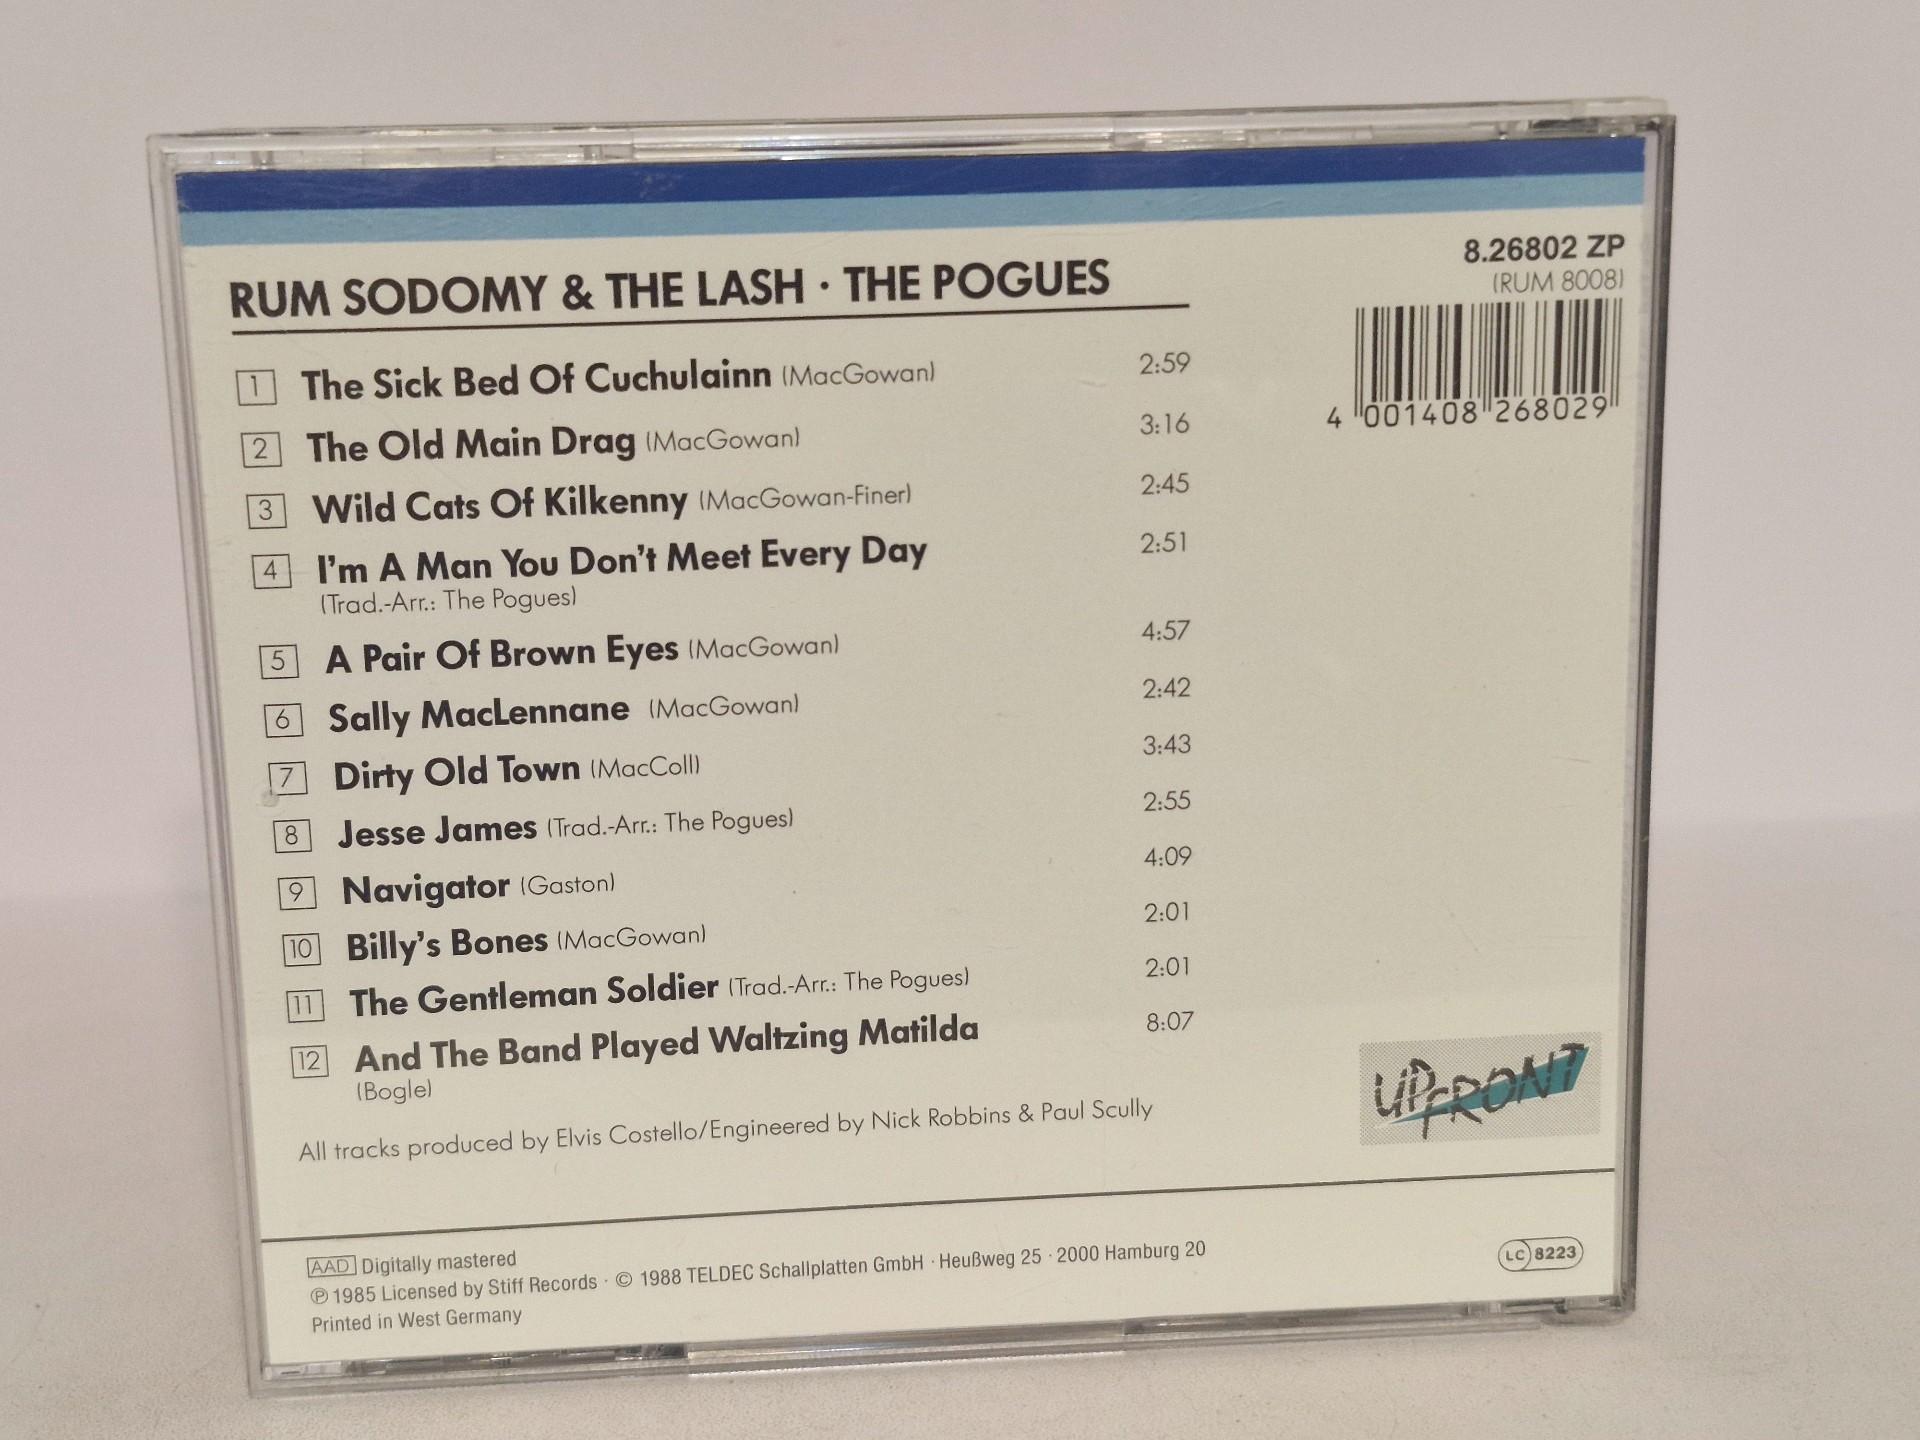 RUM SODOMY & THE LASH · THE POGUES
8.26802 ZP
(RUM 8008)
4 001408 268029
1 The Sick Bed Of Cuchulainn (MacGowan) 2:59
2 The Old Main Drag (MacGowan) 3:16
3 Wild Cats Of Kilkenny (MacGowan-Finer) 2:45
4 I'm A Man You Don't Meet Every Day 2:51
(Trad.-Arr.: The Pogues)
5 A Pair Of Brown Eyes (MacGowan) 4:57
6 Sally MacLennane (MacGowan) 2:42
7 Dirty Old Town (MacColl) 3:43
8 Jesse James (Trad.-Arr.: The Pogues) 2:55
9 Navigator (Gaston) 4:09
10 Billy's Bones (MacGowan) 2:01
11 The Gentleman Soldier (Trad.-Arr.: The Pogues) 2:01
12 And The Band Played Waltzing Matilda 8:07
(Bogle)
All tracks produced by Elvis Costello/Engineered by Nick Robbins & Paul Scully
UPFRONT
AAD Digitally mastered
℗ 1985 Licensed by Stiff Records · © 1988 TELDEC Schallplatten GmbH · Heußweg 25 · 2000 Hamburg 20
Printed in West Germany
LC 8223